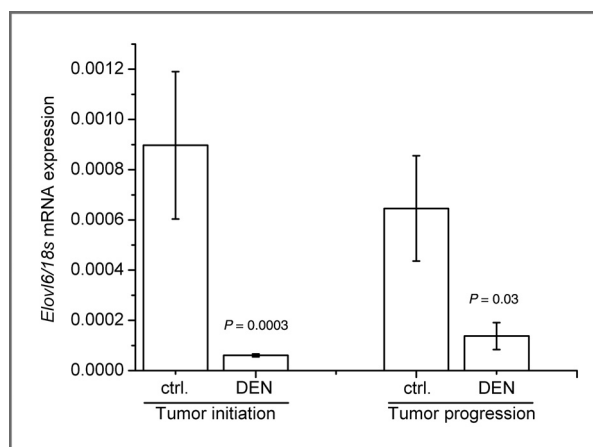 Elovl6/18s mRNA expression
0.0012
0.0010
0.0008
0.0006
0.0004
0.0002
0.0000
P = 0.0003
P = 0.03
ctrl.
DEN
ctrl.
DEN
Tumor initiation
Tumor progression